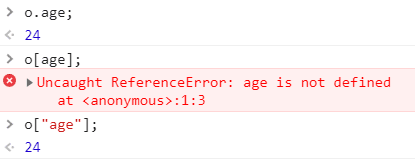 > o.age;
<· 24
> o[age];
▶Uncaught ReferenceError: age is not defined
at <anonymous>:1:3
> o["age"];
<· 24